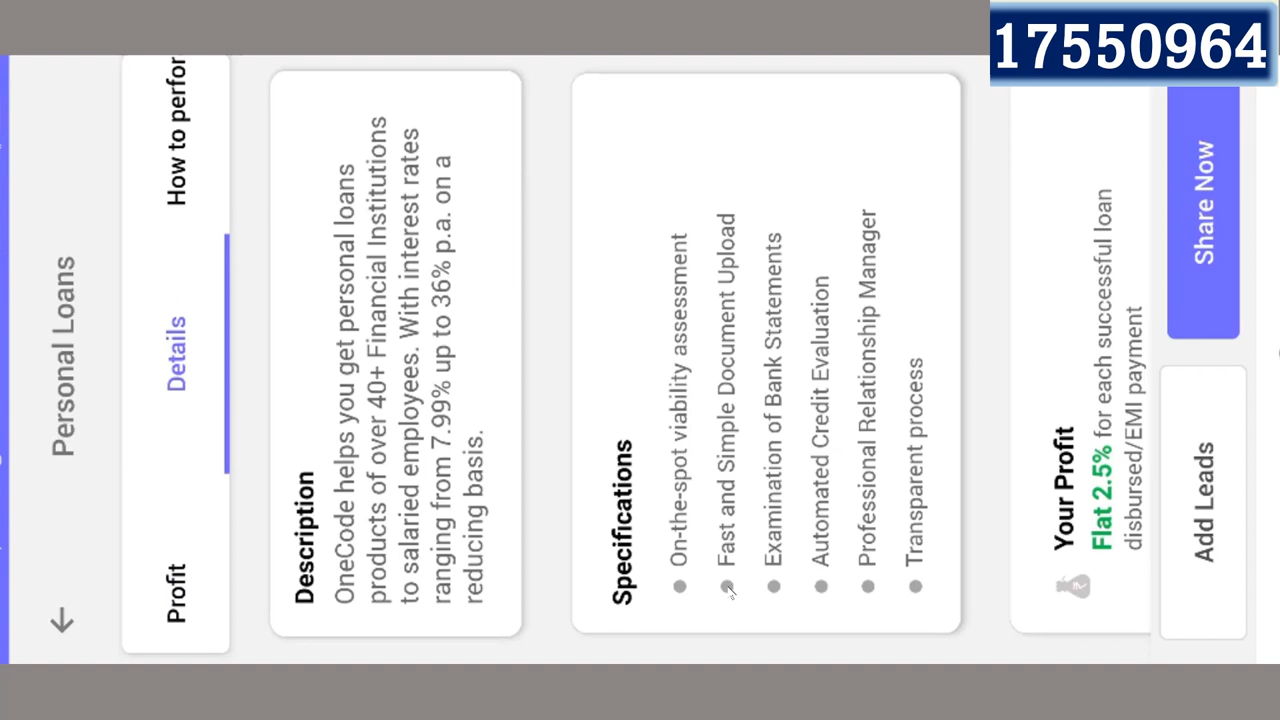 17550964
Personal Loans
Profit
Details
How to perfor
Description
OneCode helps you get personal loans
products of over 40+ Financial Institutions
to salaried employees. With interest rates
ranging from 7.99% up to 36% p.a. on a
reducing basis.
Specifications
On-the-spot viability assessment
Fast and Simple Document Upload
Examination of Bank Statements
Automated Credit Evaluation
Professional Relationship Manager
Transparent process
Your Profit
Flat 2.5% for each successful loan
disbursed/EMI payment
Add Leads
Share Now